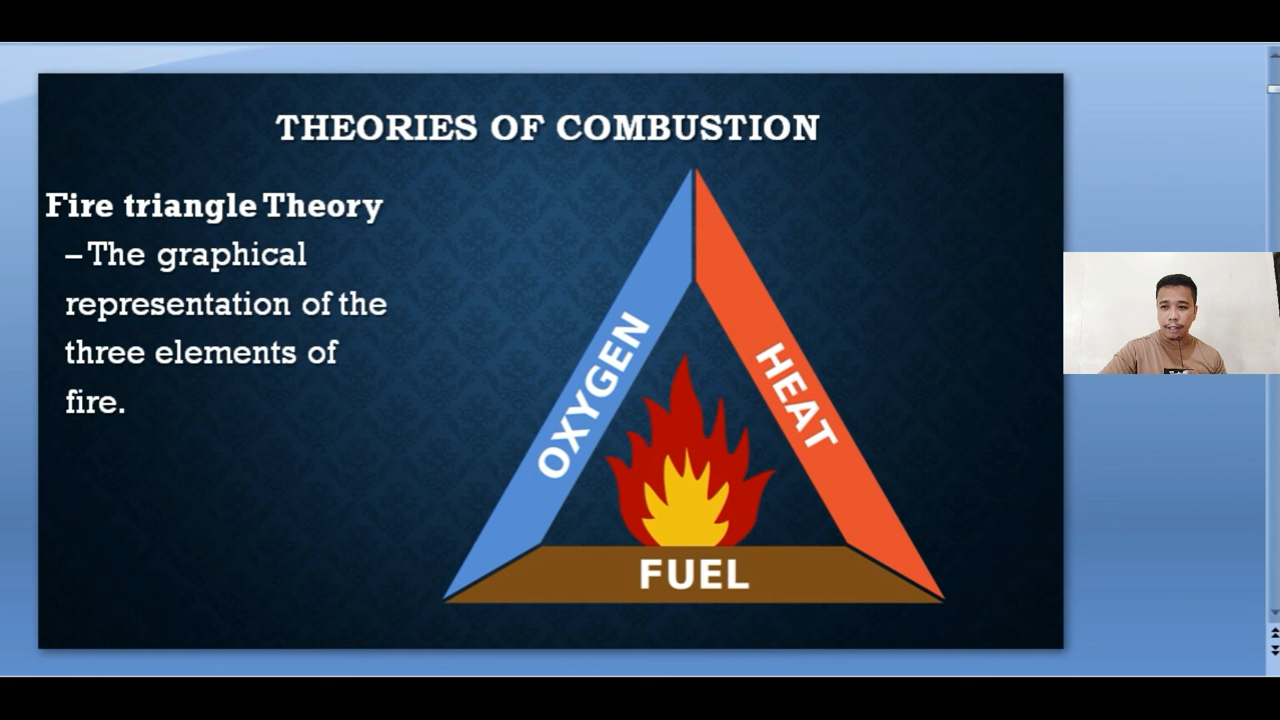 THEORIES OF COMBUSTION
Fire triangle Theory
– The graphical
representation of the
three elements of
fire.
OXYGEN
HEAT
FUEL